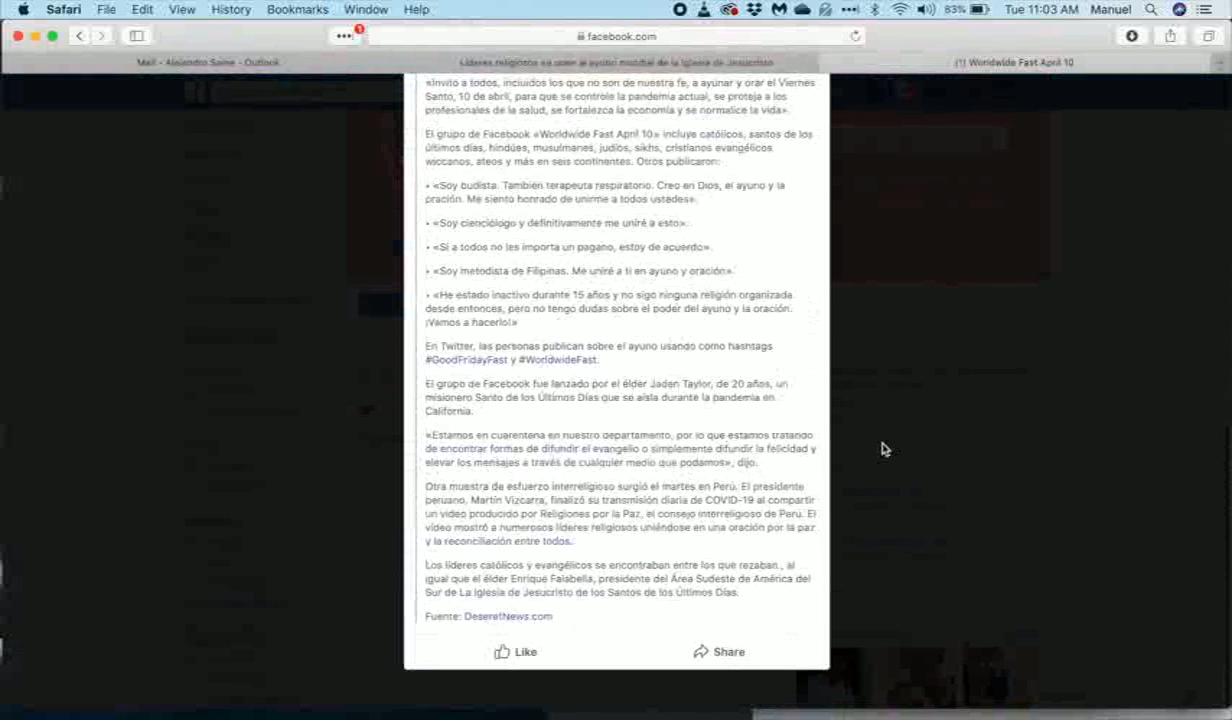 Safari File Edit View History Bookmarks Window Help 83% Tue 11:03 AM Manuel
1
facebook.com
Mail - Alejandro Saine - Outlook Líderes religiosos se unen al ayuno mundial de la Iglesia de Jesucristo (1) Worldwide Fast April 10
«Invito a todos, incluidos los que no son de nuestra fe, a ayunar y orar el Viernes
Santo, 10 de abril, para que se controle la pandemia actual, se proteja a los
profesionales de la salud, se fortalezca la economía y se normalice la vida».
El grupo de Facebook «Worldwide Fast April 10» incluye católicos, santos de los
últimos días, hindúes, musulmanes, judíos, sikhs, cristianos evangélicos
wiccanos, ateos y más en seis continentes. Otros publicaron:
• «Soy budista. También terapeuta respiratorio. Creo en Dios, el ayuno y la
oración. Me siento honrado de unirme a todos ustedes».
• «Soy cienciólogo y definitivamente me uniré a esto».
• «Si a todos no les importa un pagano, estoy de acuerdo».
• «Soy metodista de Filipinas. Me uniré a ti en ayuno y oración».
• «He estado inactivo durante 15 años y no sigo ninguna religión organizada
desde entonces, pero no tengo dudas sobre el poder del ayuno y la oración.
¡Vamos a hacerlo!»
En Twitter, las personas publican sobre el ayuno usando como hashtags
#GoodFridayFast y #WorldwideFast.
El grupo de Facebook fue lanzado por el élder Jaden Taylor, de 20 años, un
misionero Santo de los Últimos Días que se aísla durante la pandemia en
California.
«Estamos en cuarentena en nuestro departamento, por lo que estamos tratando
de encontrar formas de difundir el evangelio o simplemente difundir la felicidad y
elevar los mensajes a través de cualquier medio que podamos», dijo.
Otra muestra de esfuerzo interreligioso surgió el martes en Perú. El presidente
peruano, Martín Vizcarra, finalizó su transmisión diaria de COVID-19 al compartir
un video producido por Religiones por la Paz, el consejo interreligioso de Perú. El
video mostró a numerosos líderes religiosos uniéndose en una oración por la paz
y la reconciliación entre todos.
Los líderes católicos y evangélicos se encontraban entre los que rezaban., al
igual que el élder Enrique Falabella, presidente del Área Sudeste de América del
Sur de La Iglesia de Jesucristo de los Santos de los Últimos Días.
Fuente: DeseretNews.com
Like Share